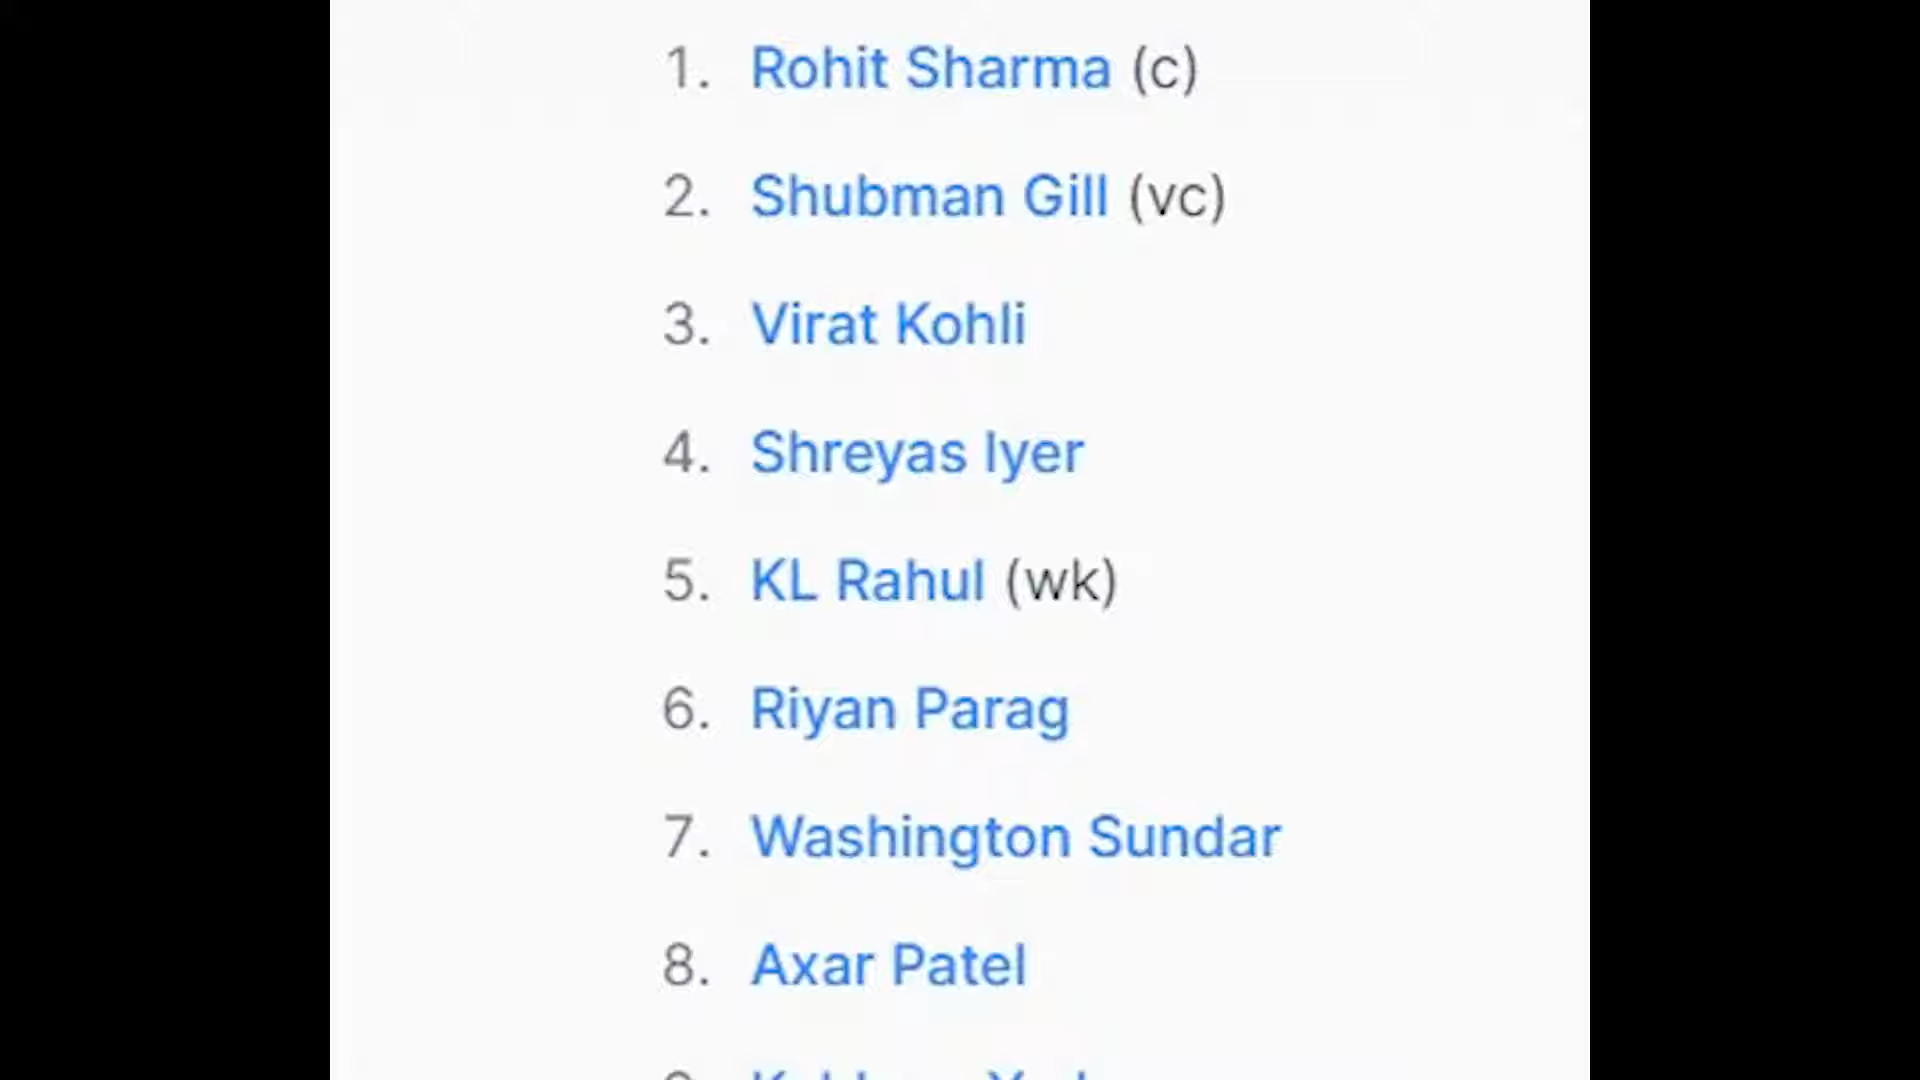 1. Rohit Sharma (c)
2. Shubman Gill (vc)
3. Virat Kohli
4. Shreyas Iyer
5. KL Rahul (wk)
6. Riyan Parag
7. Washington Sundar
8. Axar Patel